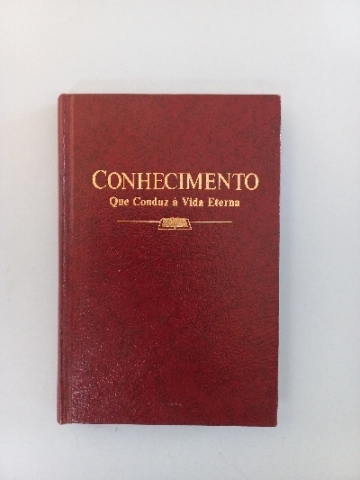 CONHECIMENTO
Que Conduz à Vida Eterna